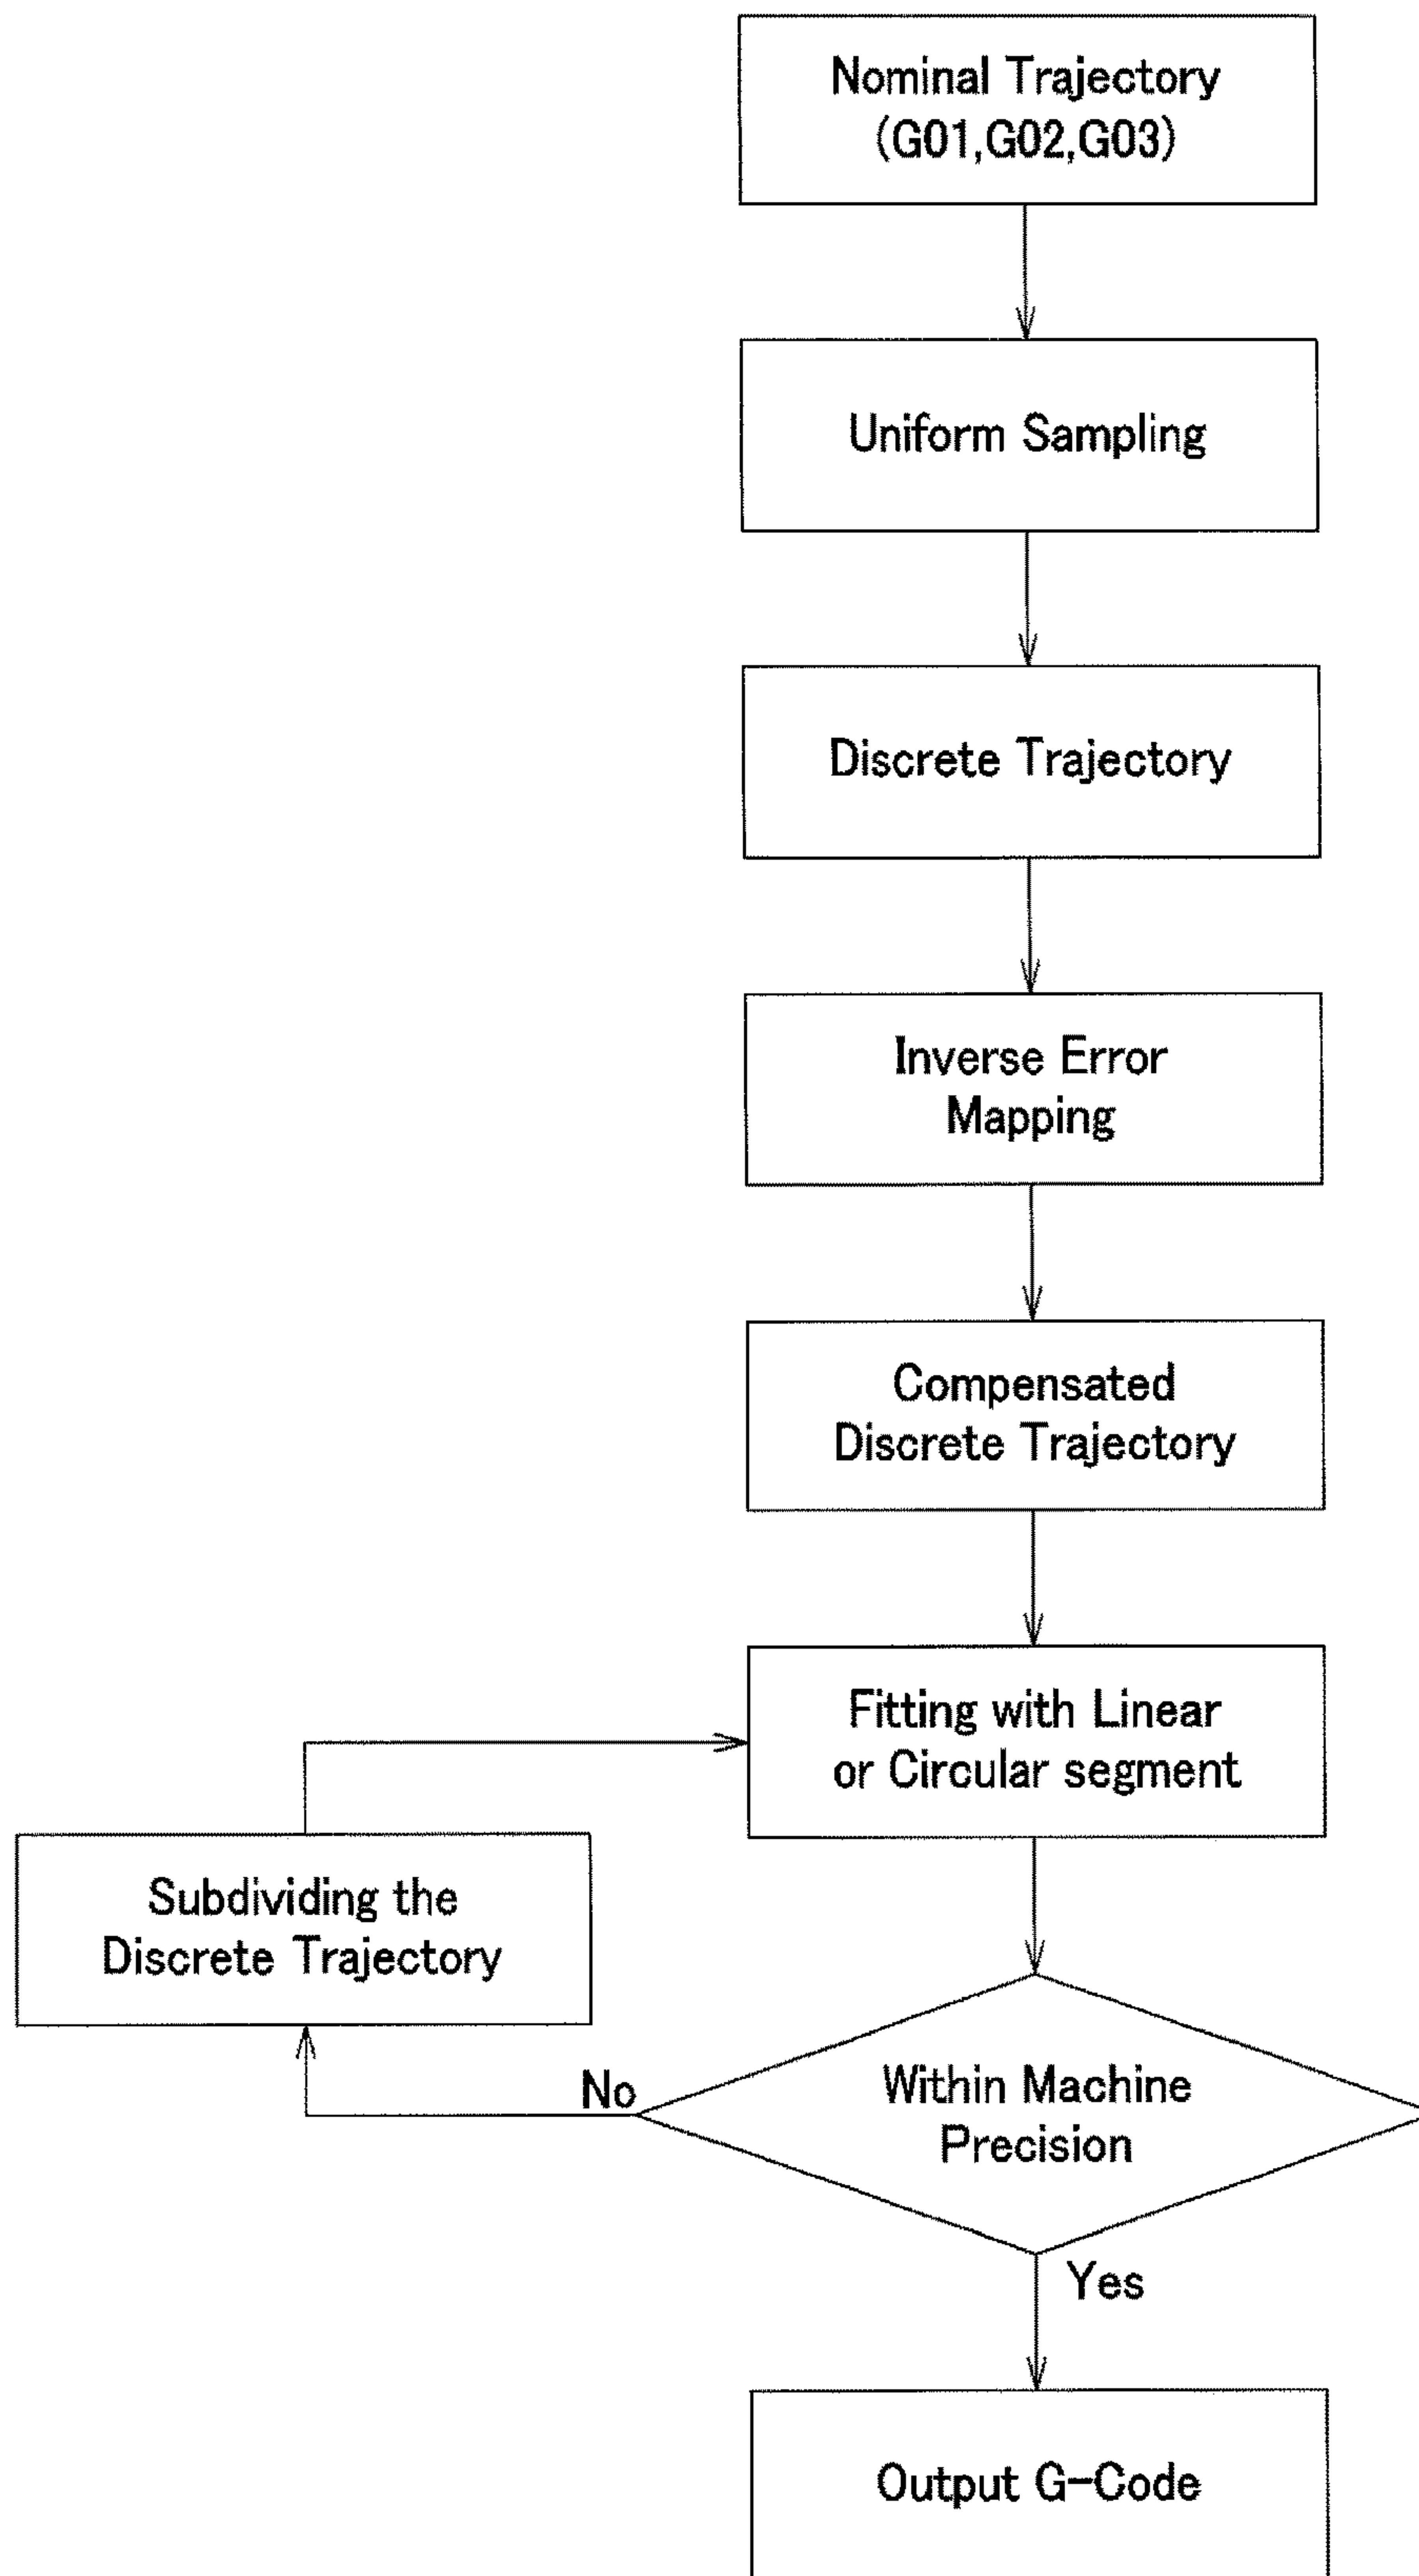 Nominal Trajectory
(G01,G02,G03)
Uniform Sampling
Discrete Trajectory
Inverse Error
Mapping
Compensated
Discrete Trajectory
Fitting with Linear
or Circular segment
Subdividing the
Discrete Trajectory
No
Within Machine
Precision
Yes
Output G-Code